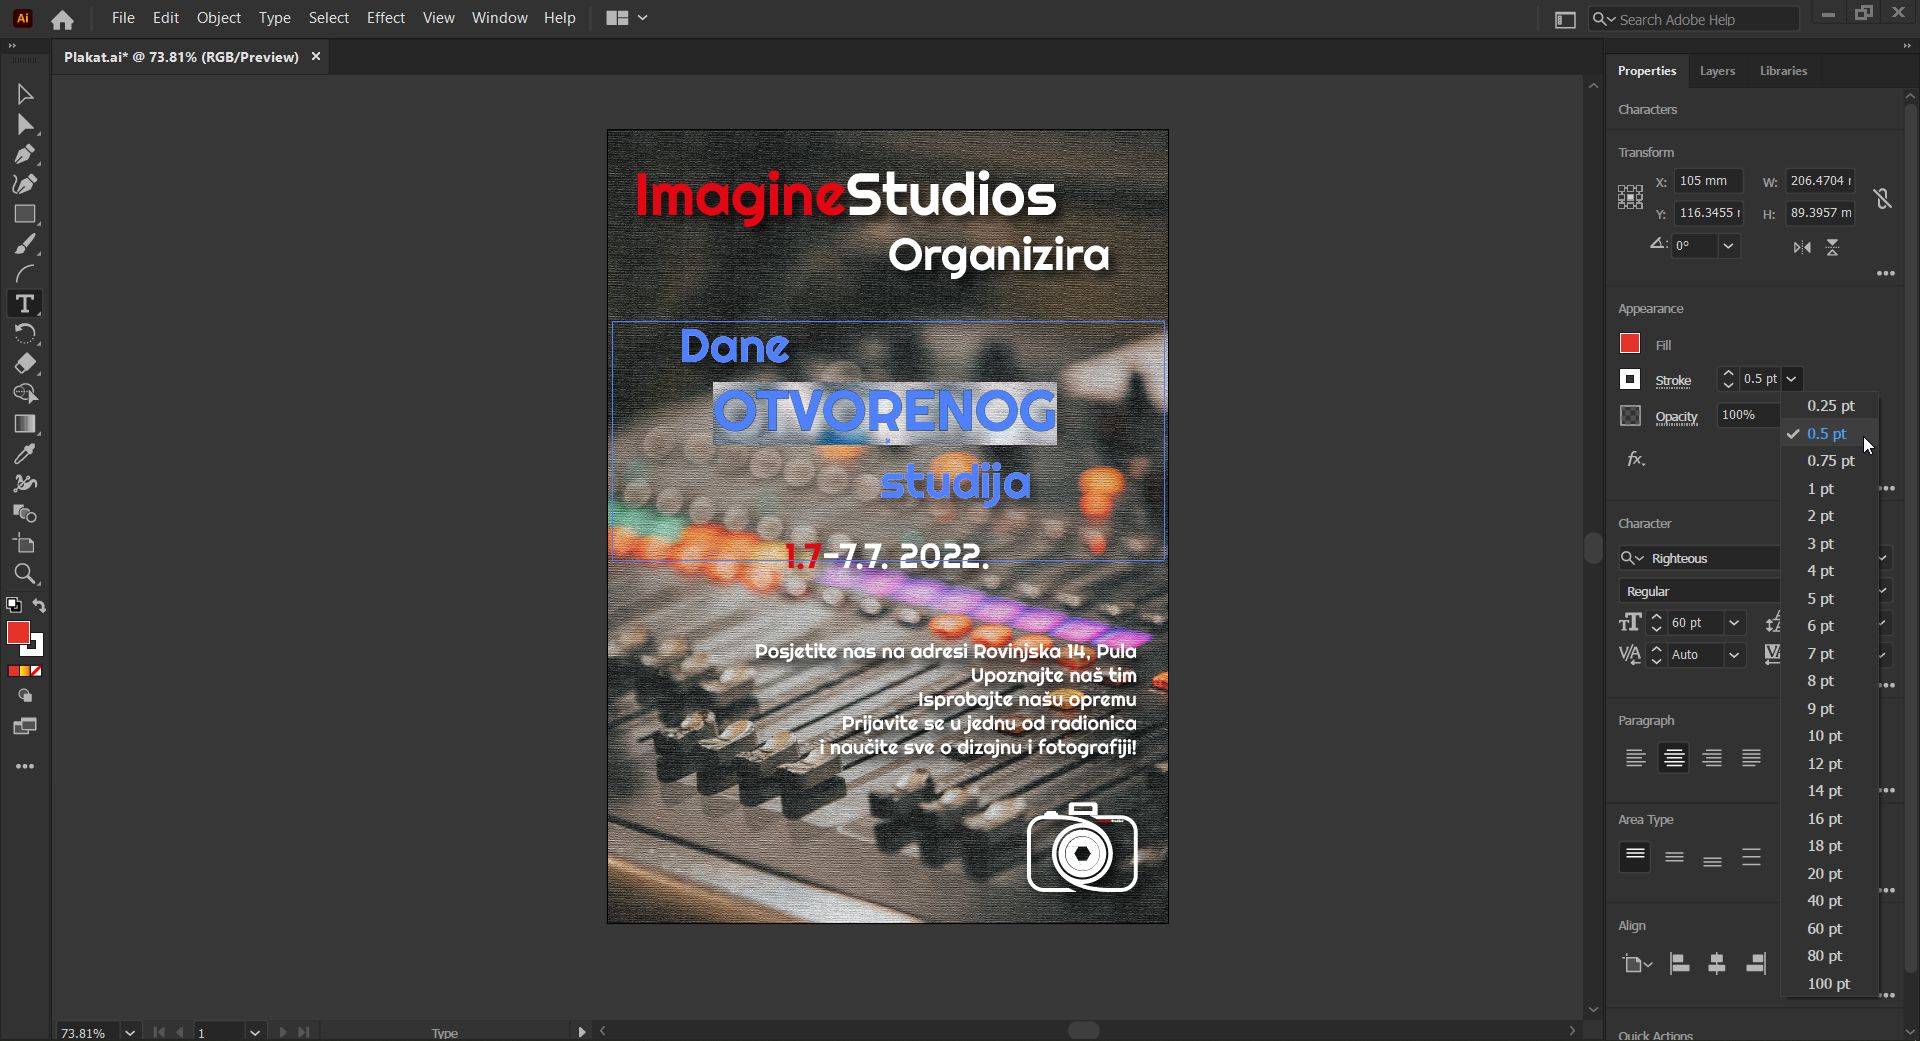 Ai File Edit Object Type Select Effect View Window Help Search Adobe Help
Plakat.ai* @ 73.81% (RGB/Preview) ×
ImagineStudios
Organizira
Dane
OTVORENOG
studija
1.7-7.7. 2022.
Posjetite nas na adresi Rovinjska 14, Pula
Upoznajte naš tim
Isprobajte našu opremu
Prijavite se u jednu od radionica
i naučite sve o dizajnu i fotografiji!
73.81% 1 Type
Properties Layers Libraries
Characters
Transform
X: 105 mm W: 206.4704
Y: 116.3455 H: 89.3957 m
0°
Appearance
Fill
Stroke 0.5 pt
Opacity 100%
fx.
0.25 pt
0.5 pt
0.75 pt
1 pt
2 pt
3 pt
4 pt
5 pt
6 pt
7 pt
8 pt
9 pt
10 pt
12 pt
14 pt
16 pt
18 pt
20 pt
40 pt
60 pt
80 pt
100 pt
Character
Righteous
Regular
60 pt
Auto
Paragraph
Area Type
Align
Quick Actions